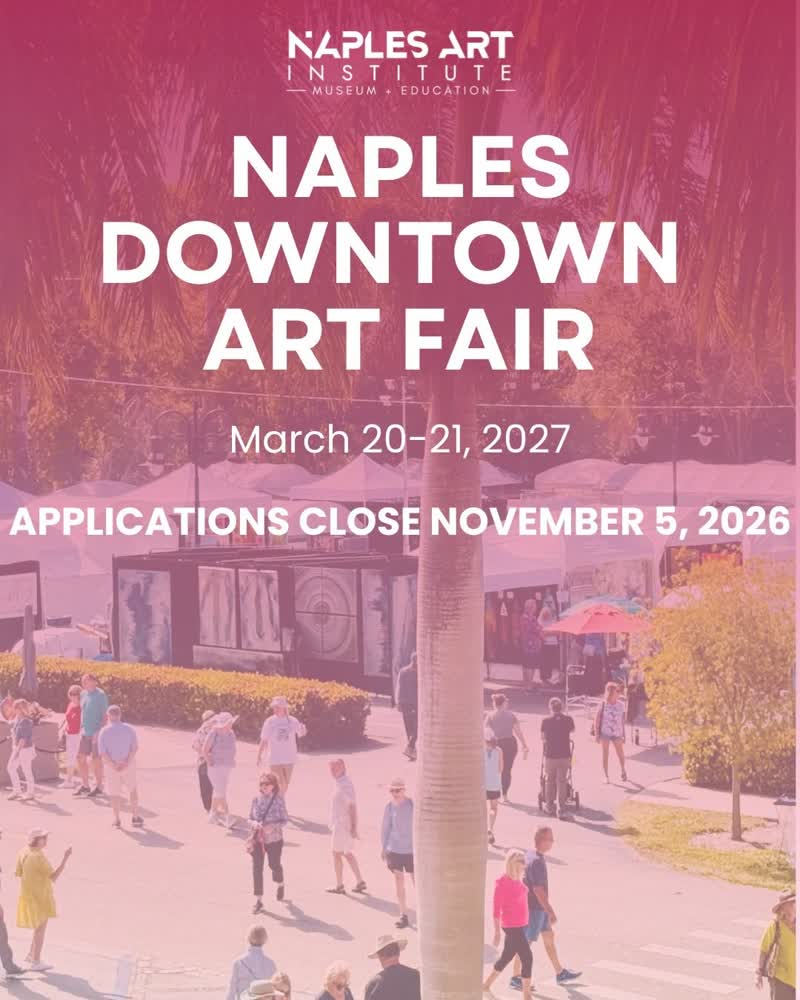 NAPLES ART
INSTITUTE
MUSEUM + EDUCATION
NAPLES
DOWNTOWN
ART FAIR
March 20-21, 2027
APPLICATIONS CLOSE NOVEMBER 5, 2026